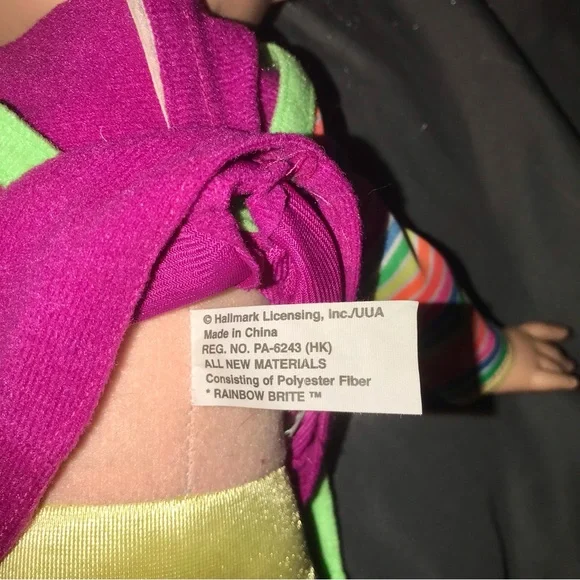 © Hallmark Licensing, Inc./UUA
Made in China
REG. NO. PA-6243 (HK)
ALL NEW MATERIALS
Consisting of Polyester Fiber
* RAINBOW BRITE ™